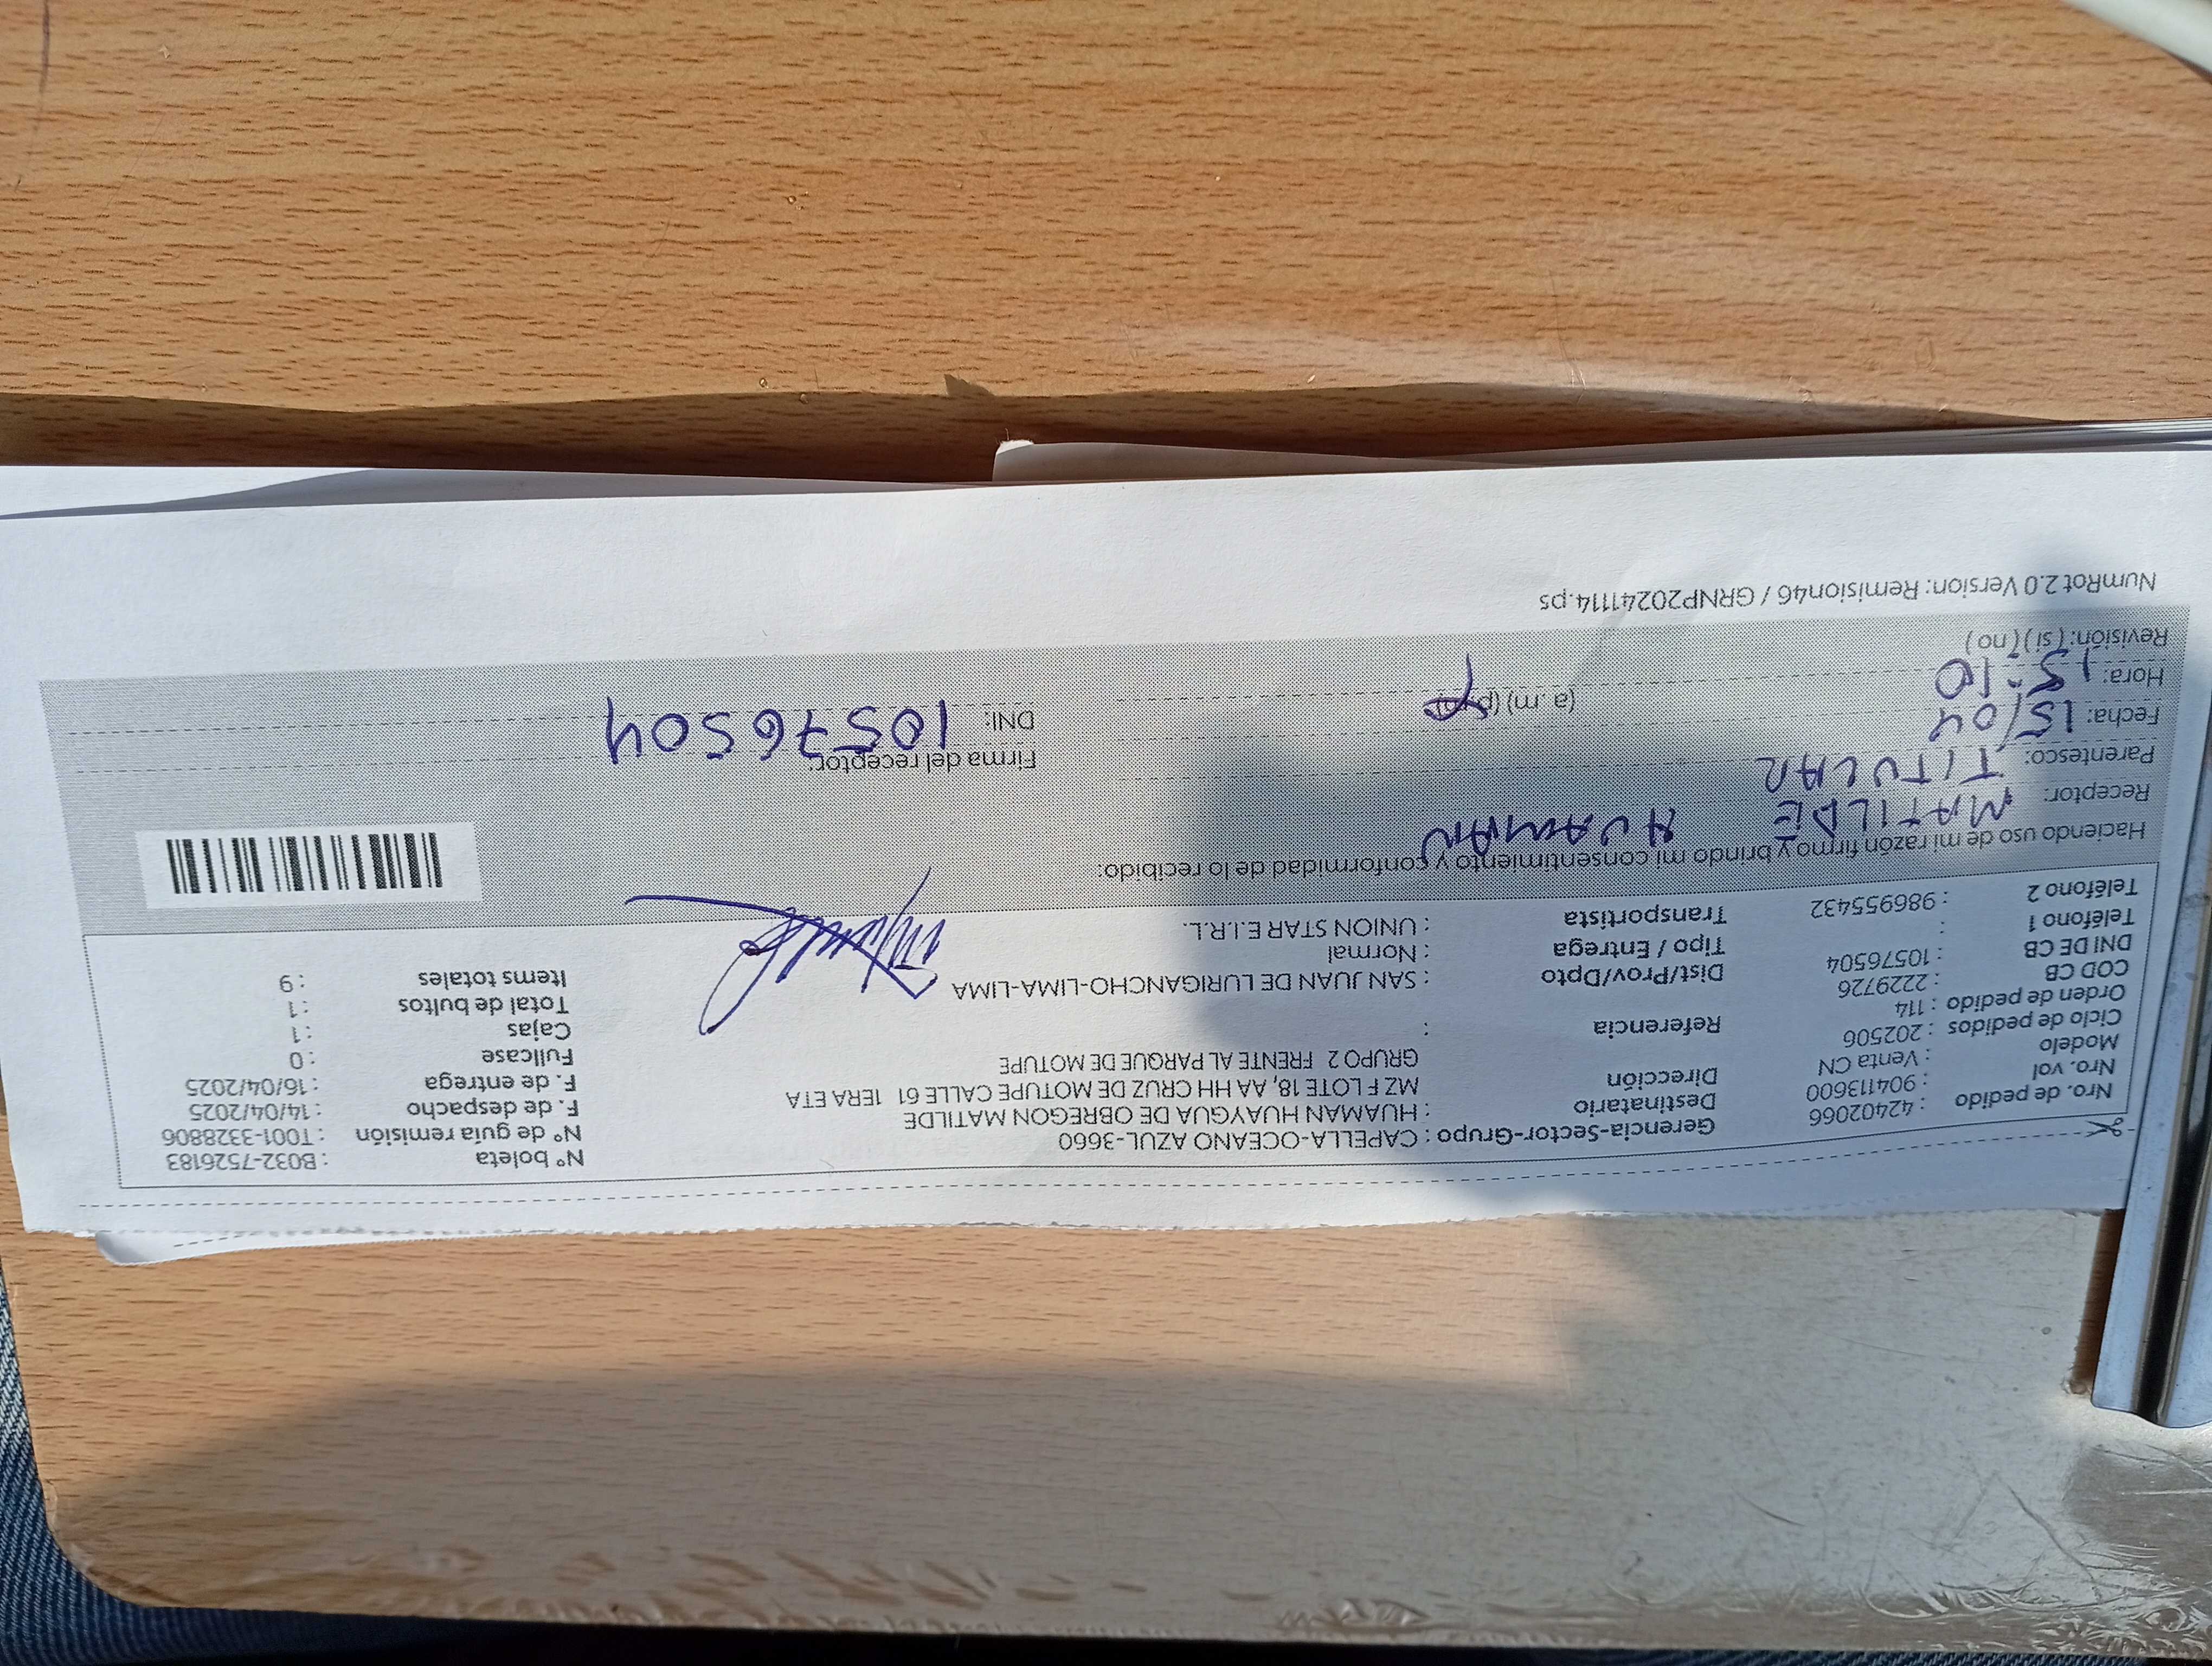 Nro. de pedido : 42402066
Nro. vol : 904113600
Modelo : Venta CN
Ciclo de pedidos : 202506
Orden de pedido : 114
COD CB : 2229726
DNI DE CB : 10576504
Teléfono 1 :
Teléfono 2 : 986955432
Gerencia-Sector-Grupo : CAPELLA-OCEANO AZUL-3660
Destinatario : HUAMAN HUAYGUA DE OBREGON MATILDE
Dirección MZ F LOTE 18, AA HH CRUZ DE MOTUPE CALLE 61 1ERA ETA
GRUPO 2 FRENTE AL PARQUE DE MOTUPE
Referencia :
Dist/Prov/Dpto : SAN JUAN DE LURIGANCHO-LIMA-LIMA
Tipo / Entrega : Normal
Transportista : UNION STAR E.I.R.L.
N° boleta : B032-7526183
N° de guía remisión : T001-3328806
F. de despacho : 14/04/2025
F. de entrega : 16/04/2025
Fullcase : 0
Cajas : 1
Total de bultos : 1
Items totales : 9
Haciendo uso de mi razón firmo y brindo mi consentimiento y conformidad de lo recibido:
Receptor: MATILDE HUAMAN
Parentesco: TITULAR
Firma del receptor:
Fecha: 15/04
DNI: 10576504
Hora: 15:10 (a .m) (p
Revisión: ( si ) ( no )
NumRot 2.0 Version: Remision46 / GRNP20241114.ps